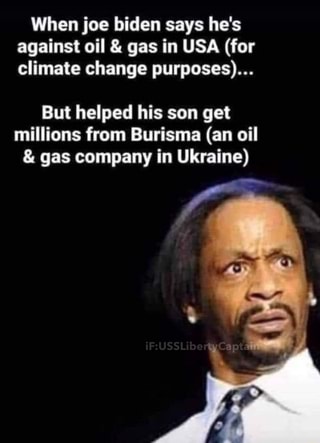 When joe biden says he's
against oil & gas in USA (for
climate change purposes)...
But helped his son get
millions from Burisma (an oil
& gas company in Ukraine)
iF:USSLibertyCaptain